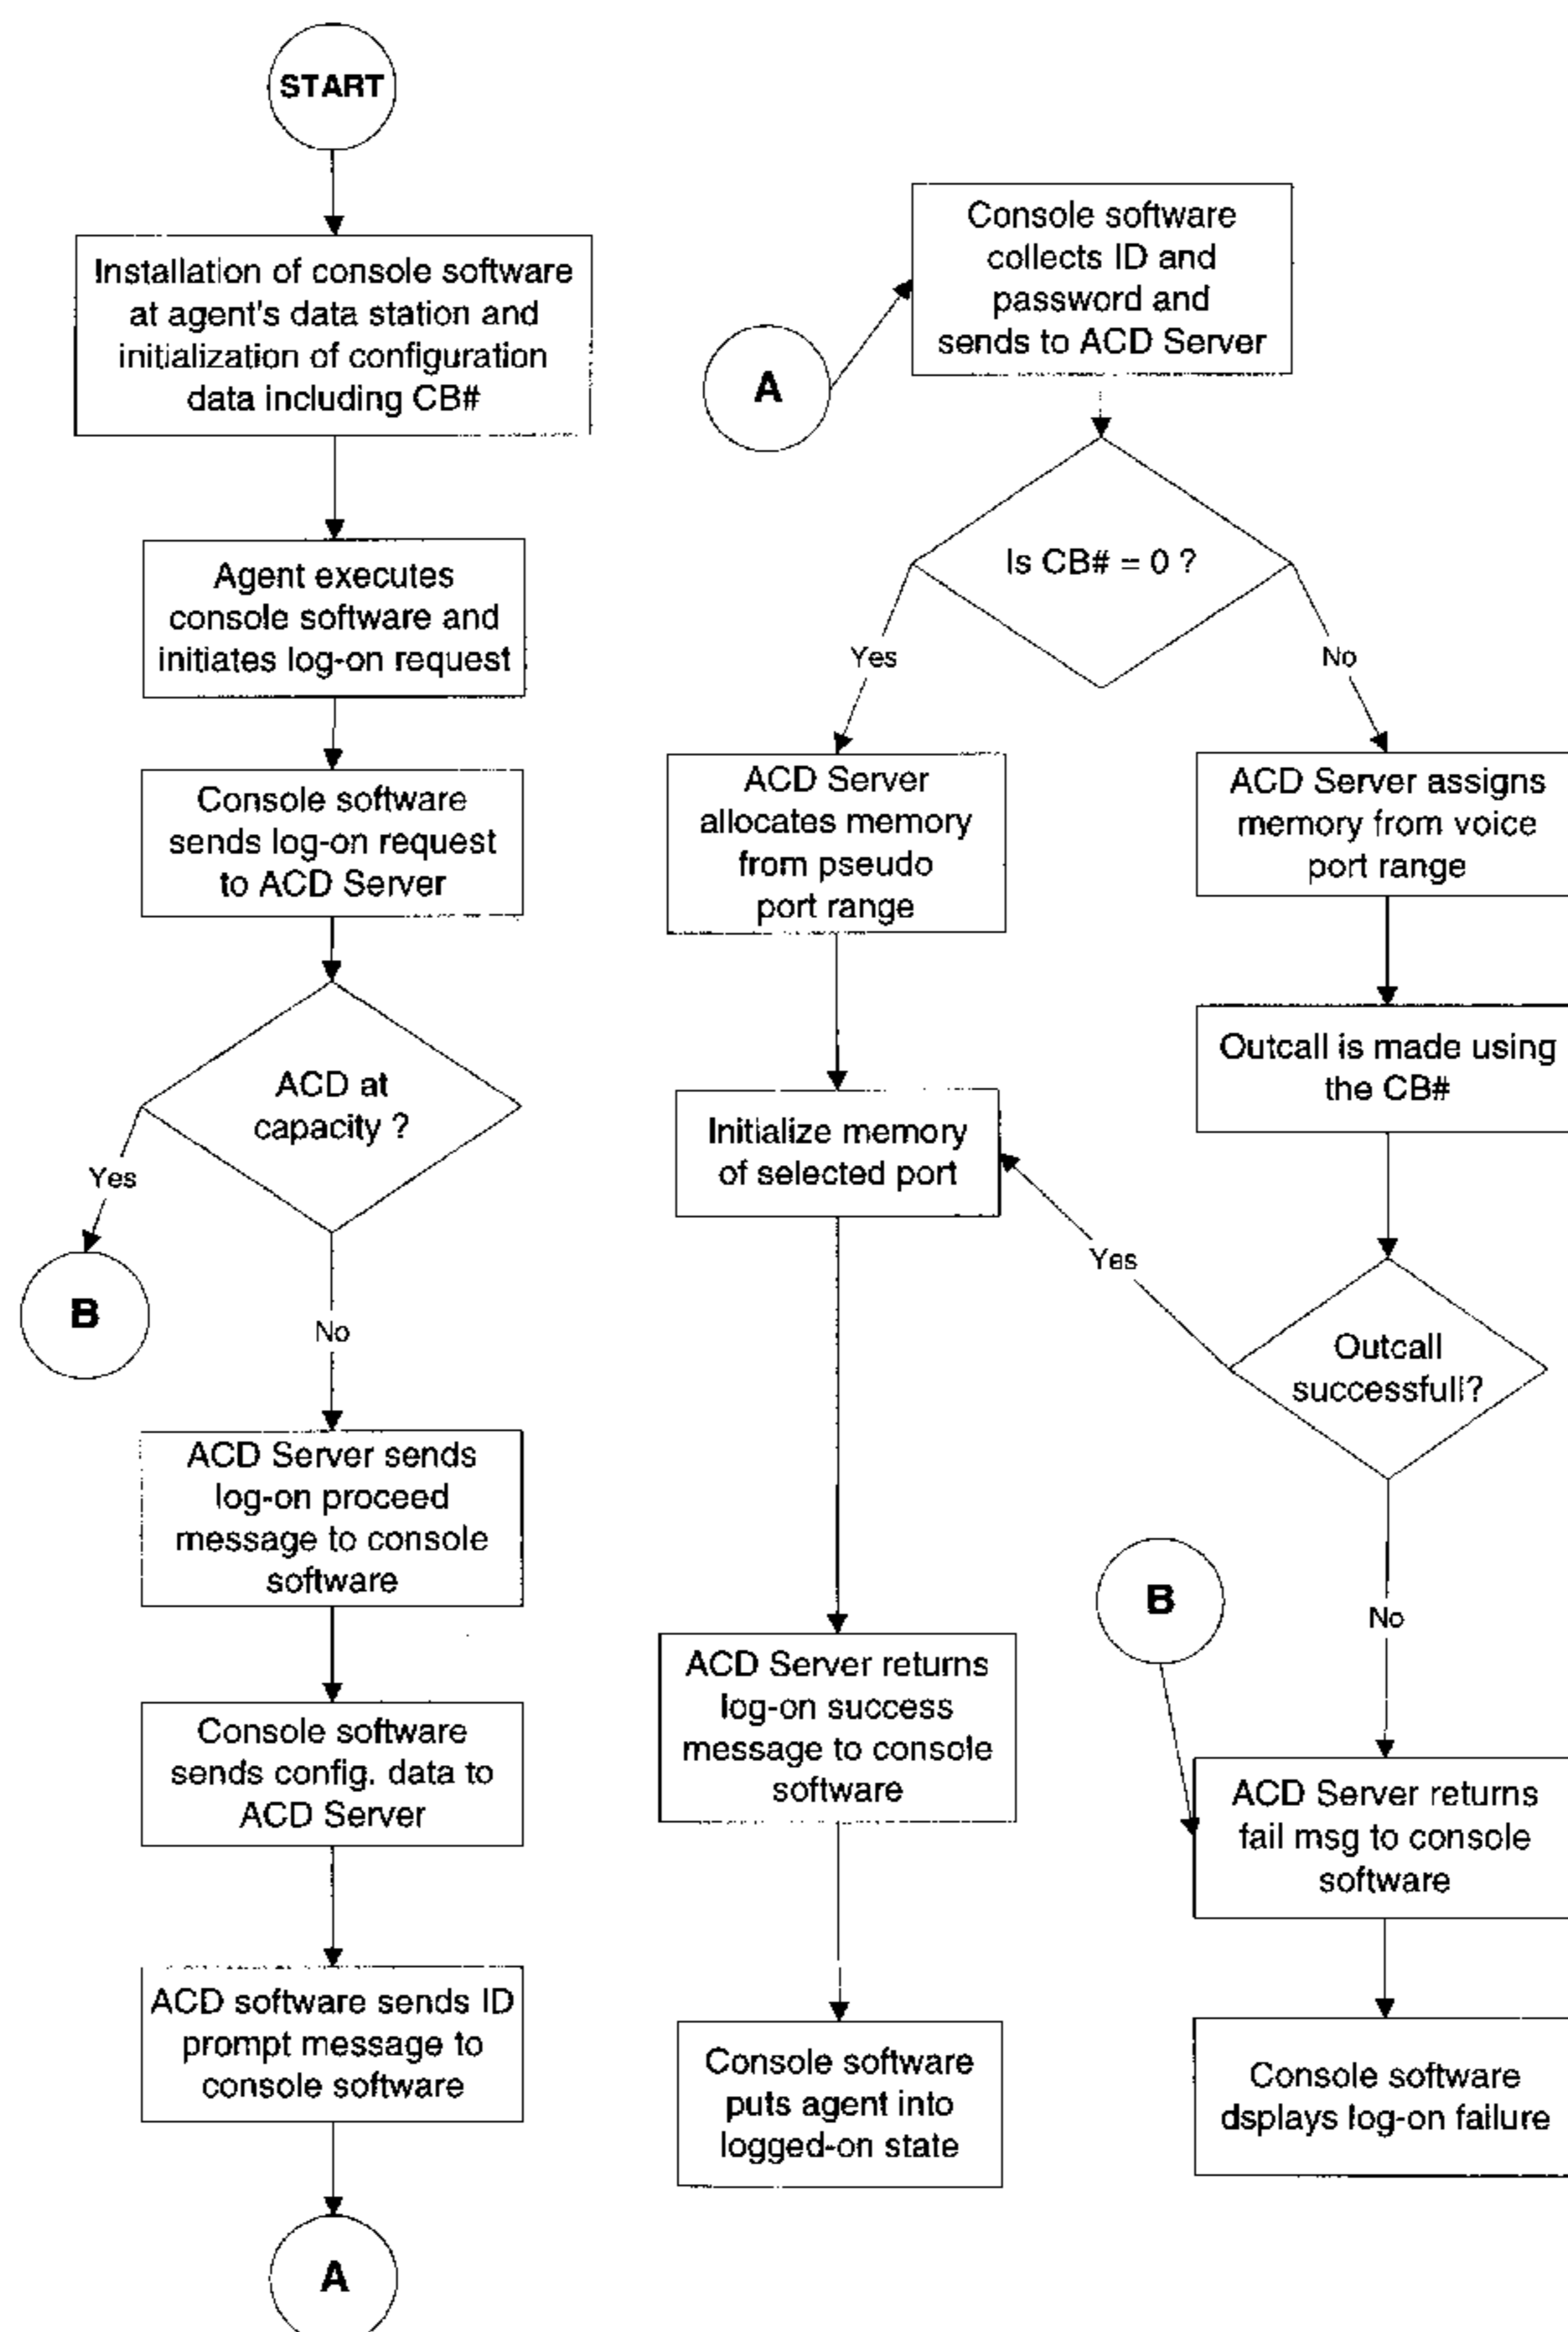 START
Installation of console software
at agent's data station and
initialization of configuration
data including CB#
Agent executes
console software and
initiates log-on request
Console software
sends log-on request
to ACD Server
ACD at
capacity ?
Yes
B
No
ACD Server sends
log-on proceed
message to console
software
Console software
sends config. data to
ACD Server
ACD software sends ID
prompt message to
console software
A
A
Console software
collects ID and
password and
sends to ACD Server
Is CB# = 0 ?
Yes
No
ACD Server
allocates memory
from pseudo
port range
ACD Server assigns
memory from voice
port range
Outcall is made using
the CB#
Initialize memory
of selected port
Yes
Outcall
successfull?
No
B
ACD Server returns
log-on success
message to console
software
ACD Server returns
fail msg to console
software
Console software
puts agent into
logged-on state
Console software
dsplays log-on failure